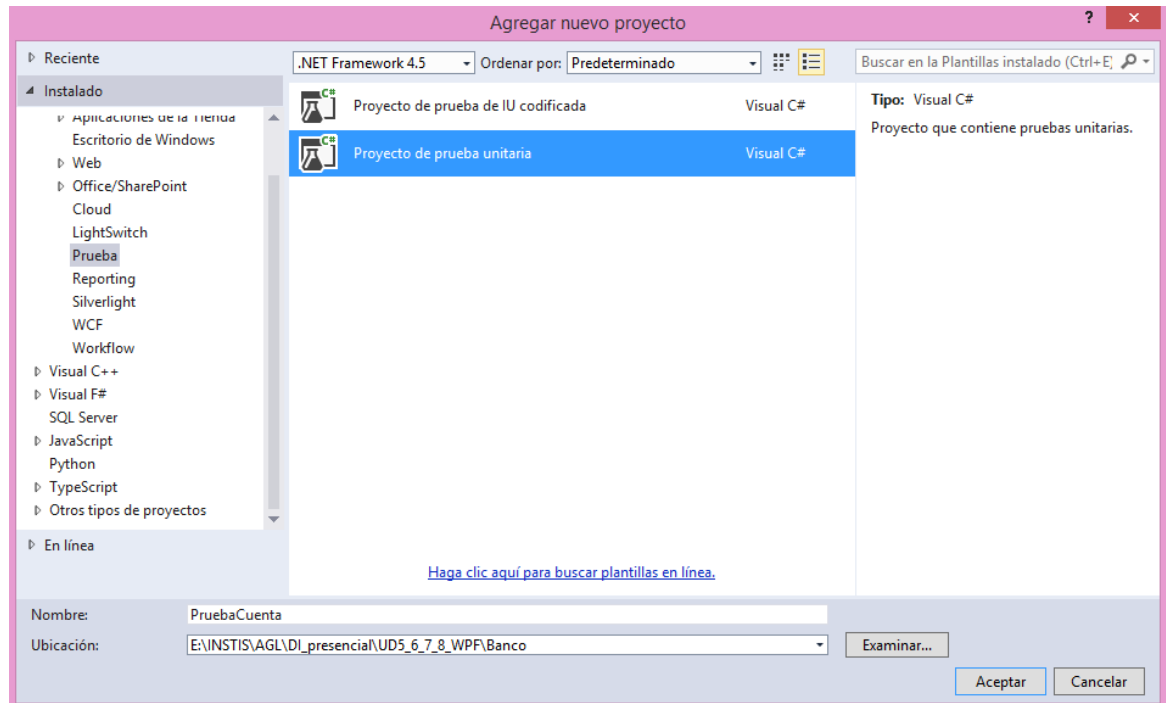 Agregar nuevo proyecto
?
Reciente
Instalado
Aplicaciones de la Tienda
Escritorio de Windows
Web
Office/SharePoint
Cloud
LightSwitch
Prueba
Reporting
Silverlight
WCF
Workflow
Visual C++
Visual F#
SQL Server
JavaScript
Python
TypeScript
Otros tipos de proyectos
En línea
.NET Framework 4.5 Ordenar por: Predeterminado
C# Proyecto de prueba de IU codificada Visual C#
C# Proyecto de prueba unitaria Visual C#
Haga clic aquí para buscar plantillas en línea.
Buscar en la Plantillas instalado (Ctrl+E)
Tipo: Visual C#
Proyecto que contiene pruebas unitarias.
Nombre: PruebaCuenta
Ubicación: E:\INSTIS\AGL\DI_presencial\UD5_6_7_8_WPF\Banco Examinar...
Aceptar Cancelar